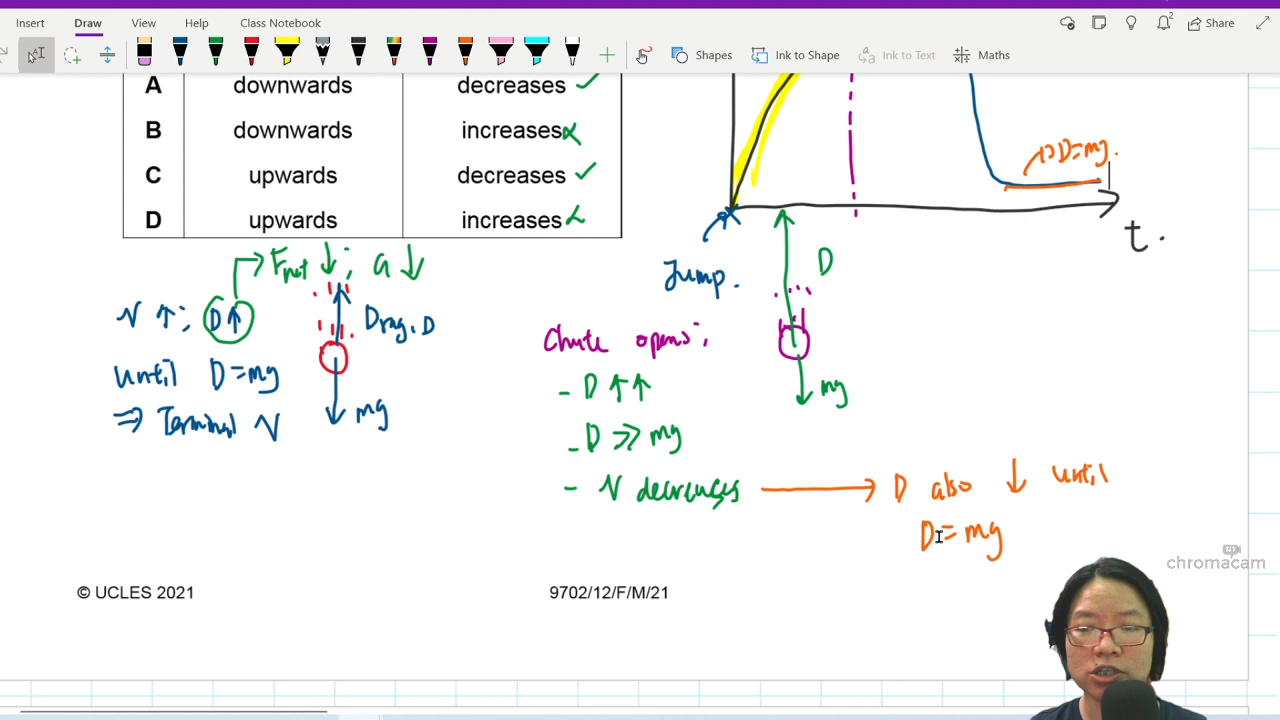 Insert Draw View Help Class Notebook Share
2
Shapes Ink to Shape Ink to Text Maths
A downwards decreases ✓
B downwards increases
C upwards decreases ✓
D upwards increases
D=mg.
t.
Jump.
Fnet ↓; a ↓
V ↑; D↑
until D=mg
⇒ Terminal V
Drag, D
mg
D
mg
Chute opens;
- D ↑↑
- D ≫ mg
- V decreases → D also ↓ until
D = mg
© UCLES 2021 9702/12/F/M/21
chromacam